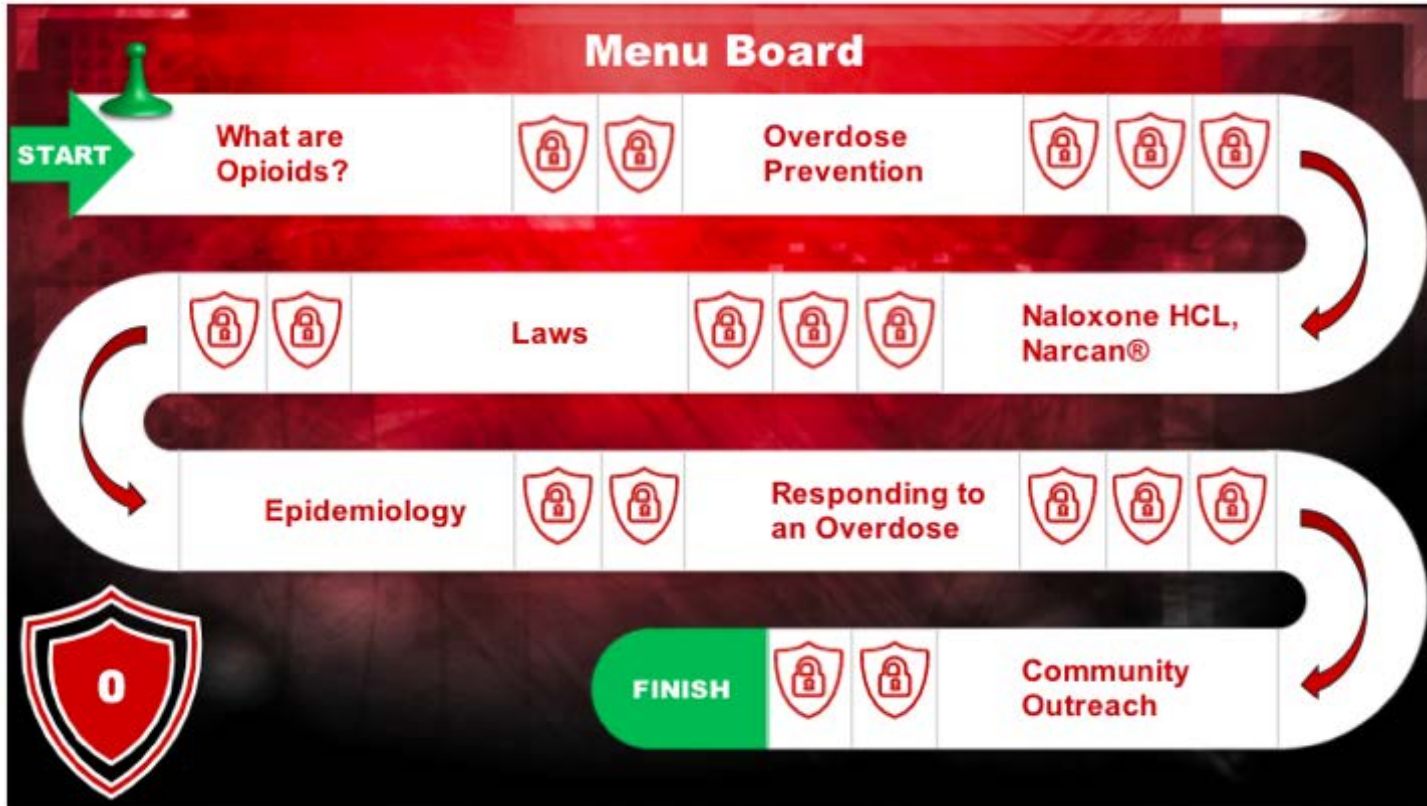 Menu Board
START
What are
Opioids?
Overdose
Prevention
Naloxone HCL,
Narcan®
Laws
Epidemiology
Responding to
an Overdose
Community
Outreach
FINISH
0